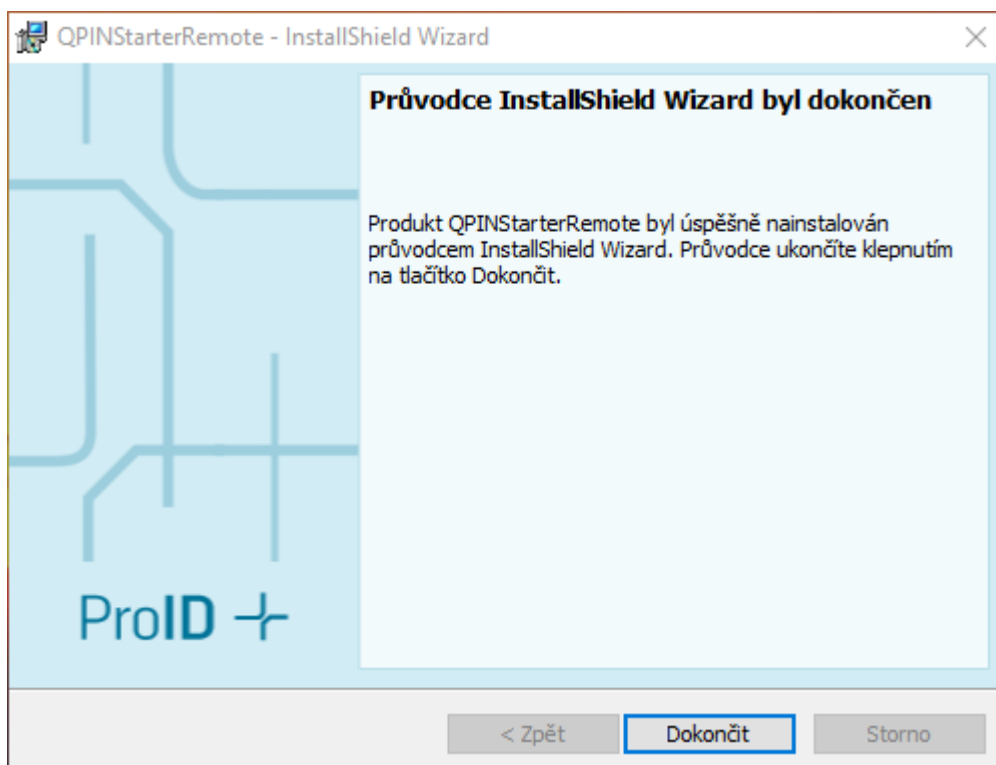 QPINStarterRemote - InstallShield Wizard
Průvodce InstallShield Wizard byl dokončen
Produkt QPINStarterRemote byl úspěšně nainstalován
průvodcem InstallShield Wizard. Průvodce ukončíte klepnutím
na tlačítko Dokončit.
ProID
< Zpět
Dokončit
Storno